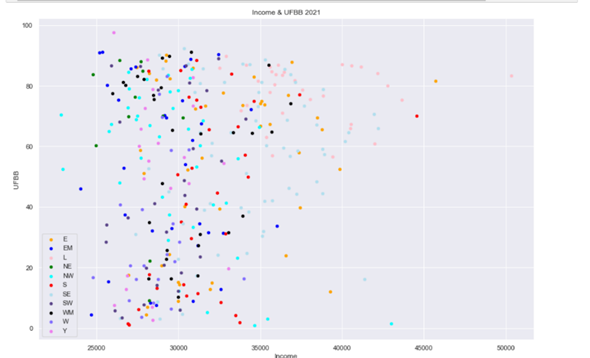 Income & UFBB 2021
100
80
60
40
20
0
UFBB
E
EM
L
NE
NW
S
SE
SW
WM
W
Y
25000 30000 35000 40000 45000 50000
Income